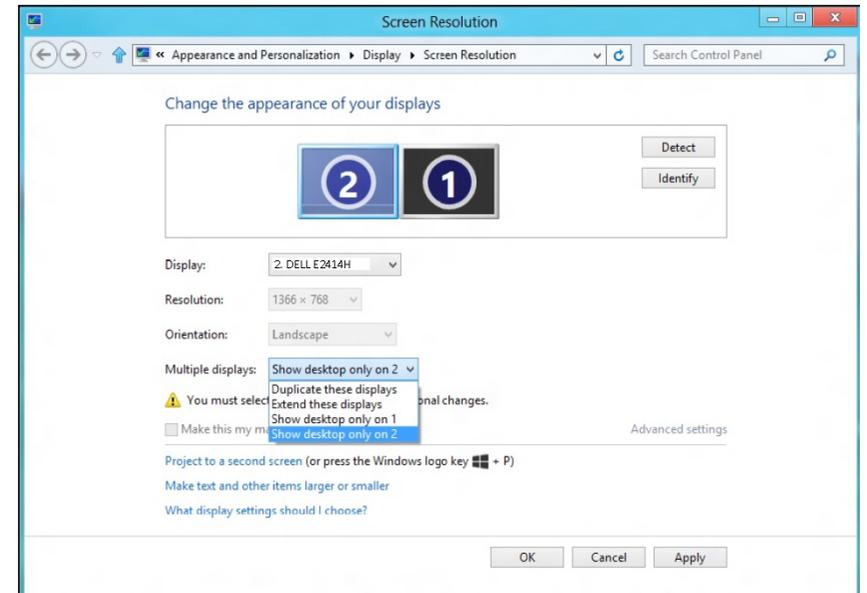 Screen Resolution
« Appearance and Personalization ▸ Display ▸ Screen Resolution
Search Control Panel
Change the appearance of your displays
2
1
Detect
Identify
Display: 2. DELL E2414H
Resolution: 1366 × 768
Orientation: Landscape
Multiple displays: Show desktop only on 2
Duplicate these displays
You must selec onal changes.
Extend these displays
Show desktop only on 1
Make this my m Advanced settings
Show desktop only on 2
Project to a second screen (or press the Windows logo key + P)
Make text and other items larger or smaller
What display settings should I choose?
OK Cancel Apply